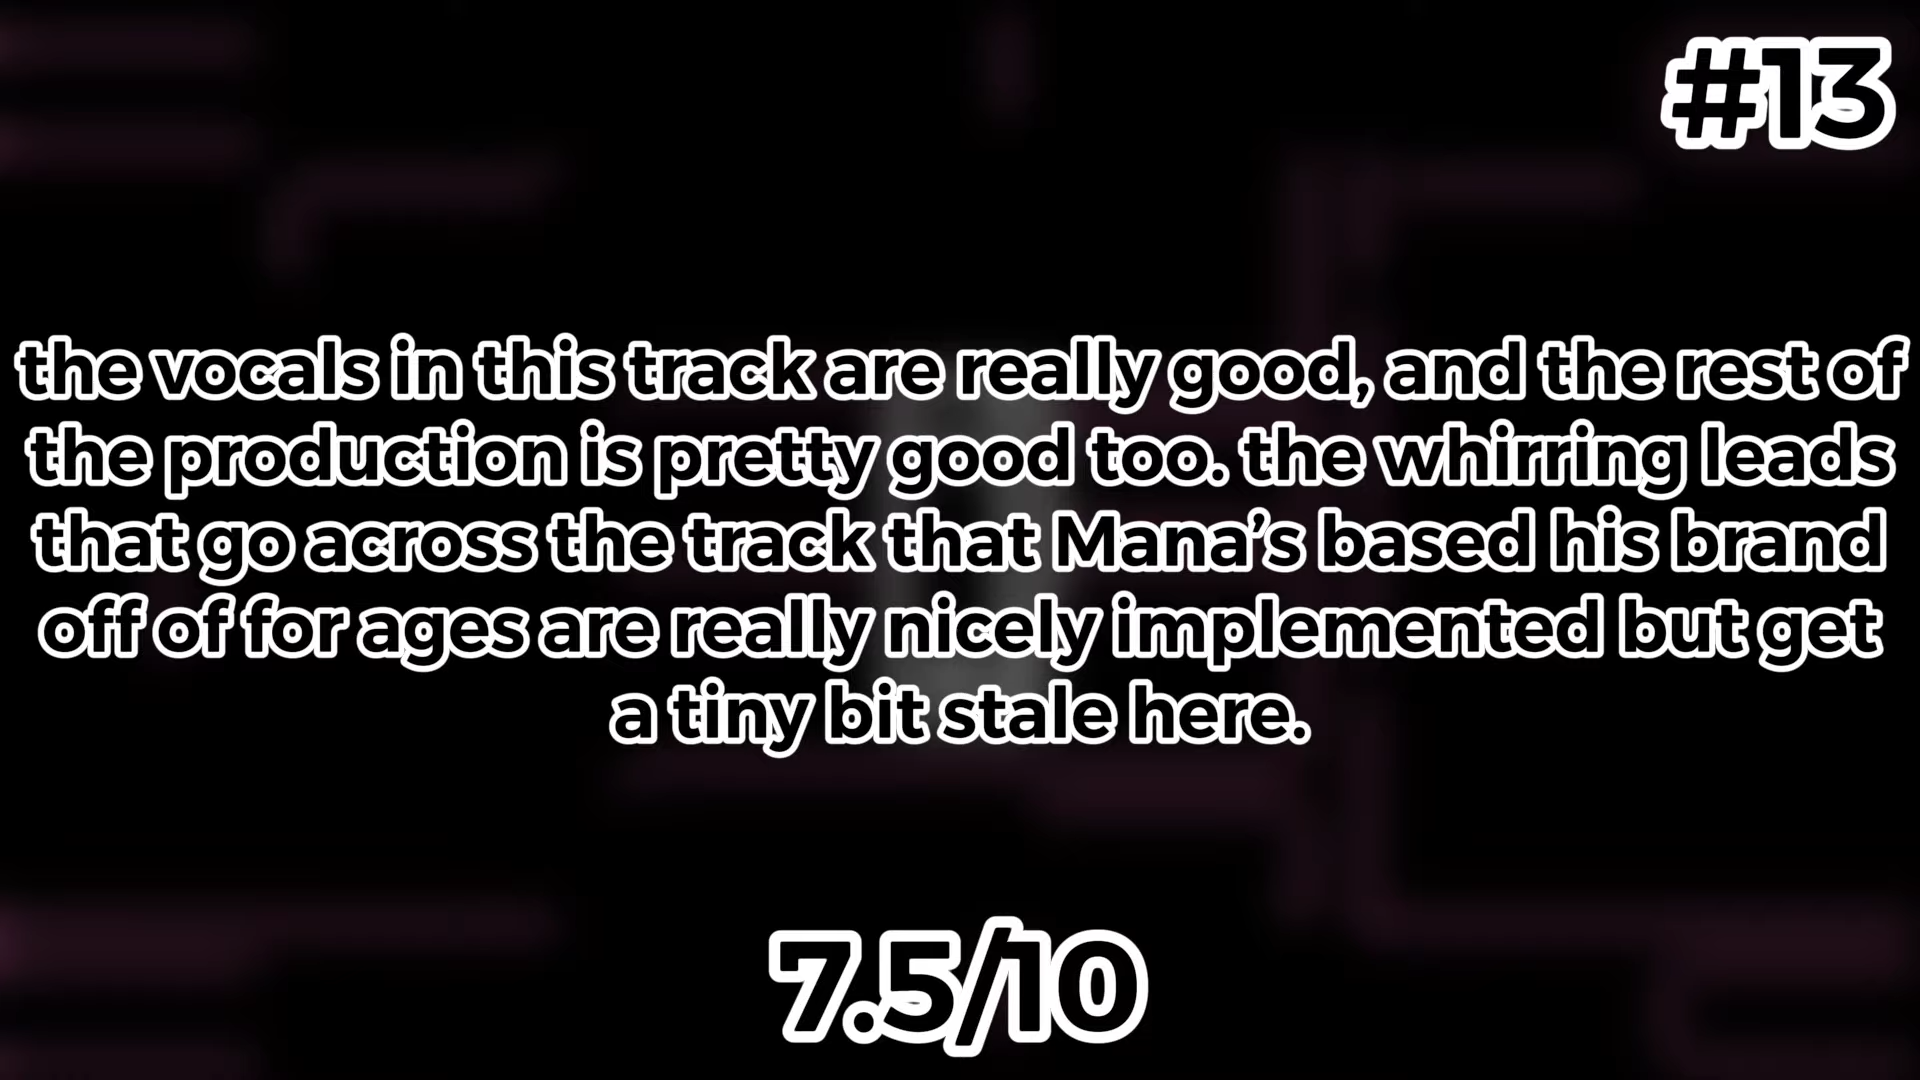 #13
the vocals in this track are really good, and the rest of
the production is pretty good too. the whirring leads
that go across the track that Mana's based his brand
off of for ages are really nicely implemented but get
a tiny bit stale here.
7.5/10